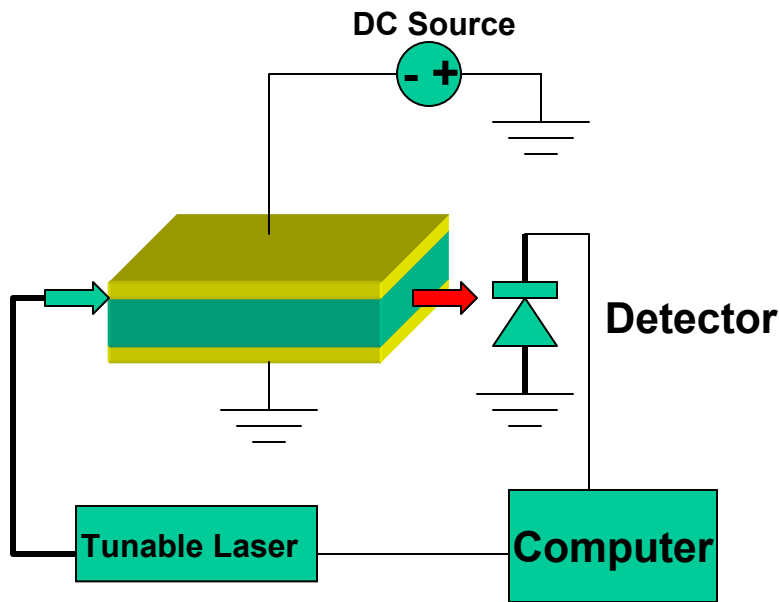 DC Source
- +
Detector
Tunable Laser
Computer